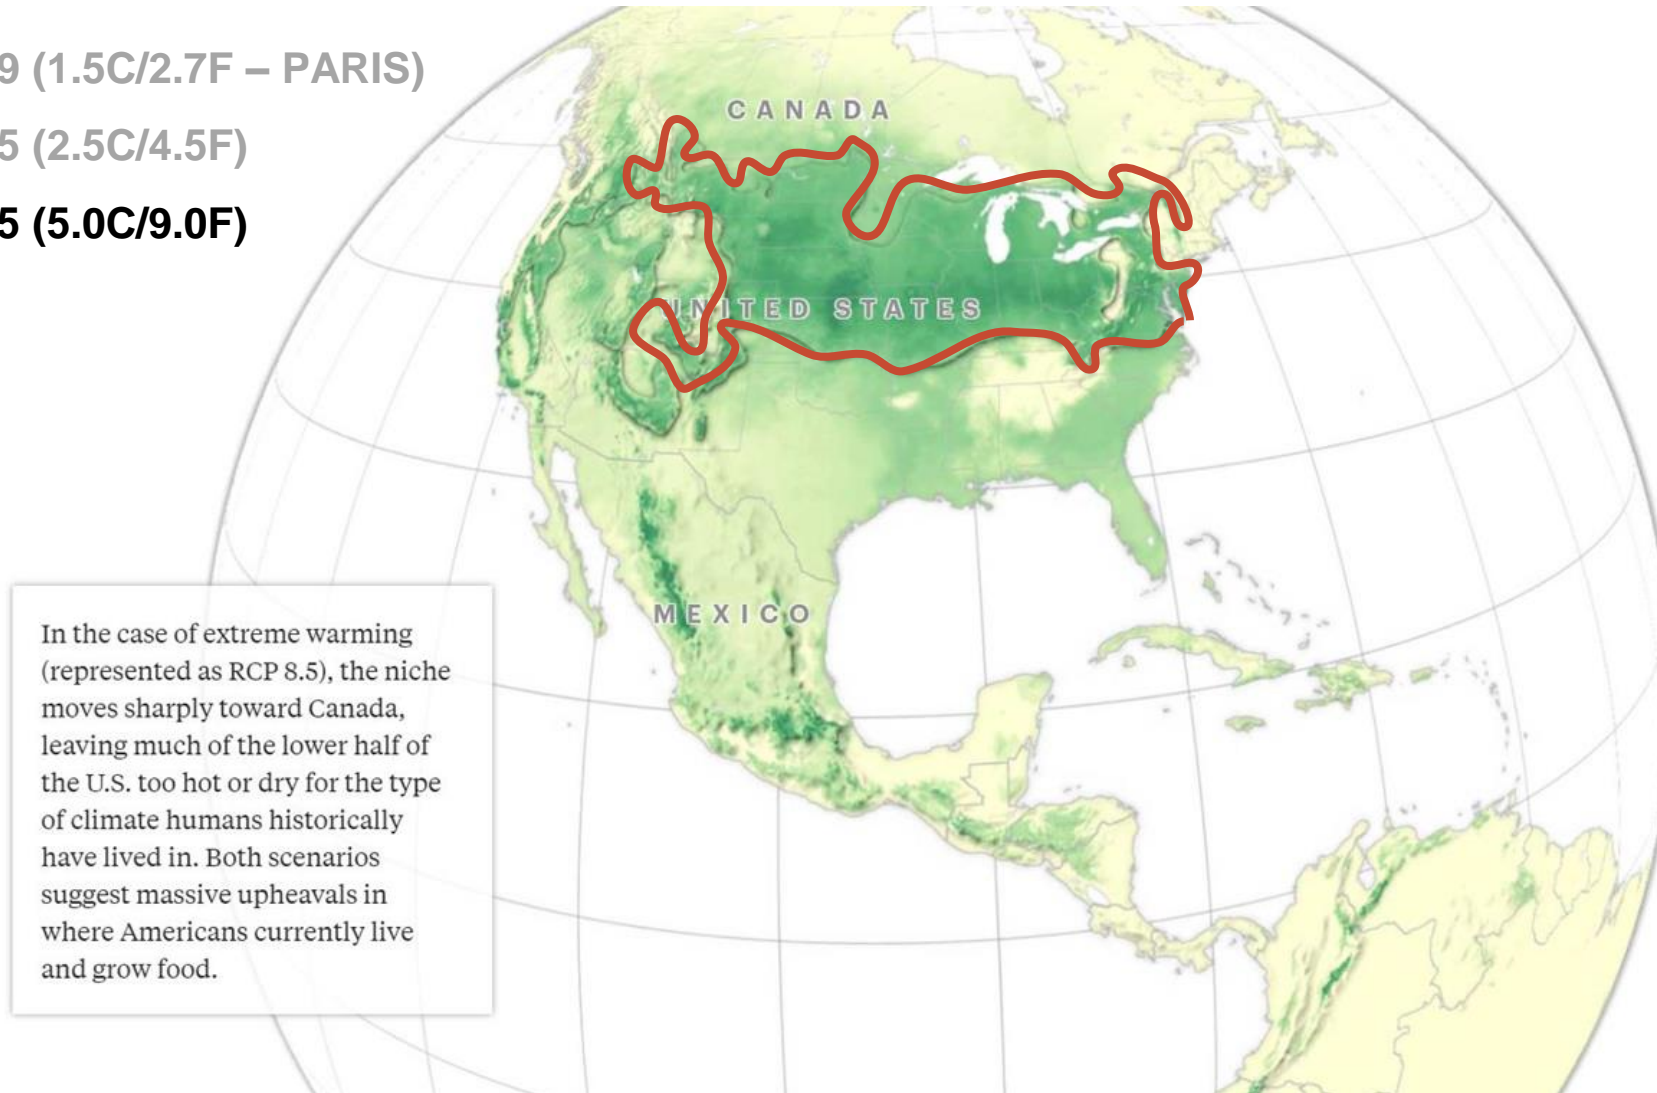 9 (1.5C/2.7F – PARIS)
5 (2.5C/4.5F)
5 (5.0C/9.0F)
CANADA
UNITED STATES
MEXICO
In the case of extreme warming
(represented as RCP 8.5), the niche
moves sharply toward Canada,
leaving much of the lower half of
the U.S. too hot or dry for the type
of climate humans historically
have lived in. Both scenarios
suggest massive upheavals in
where Americans currently live
and grow food.